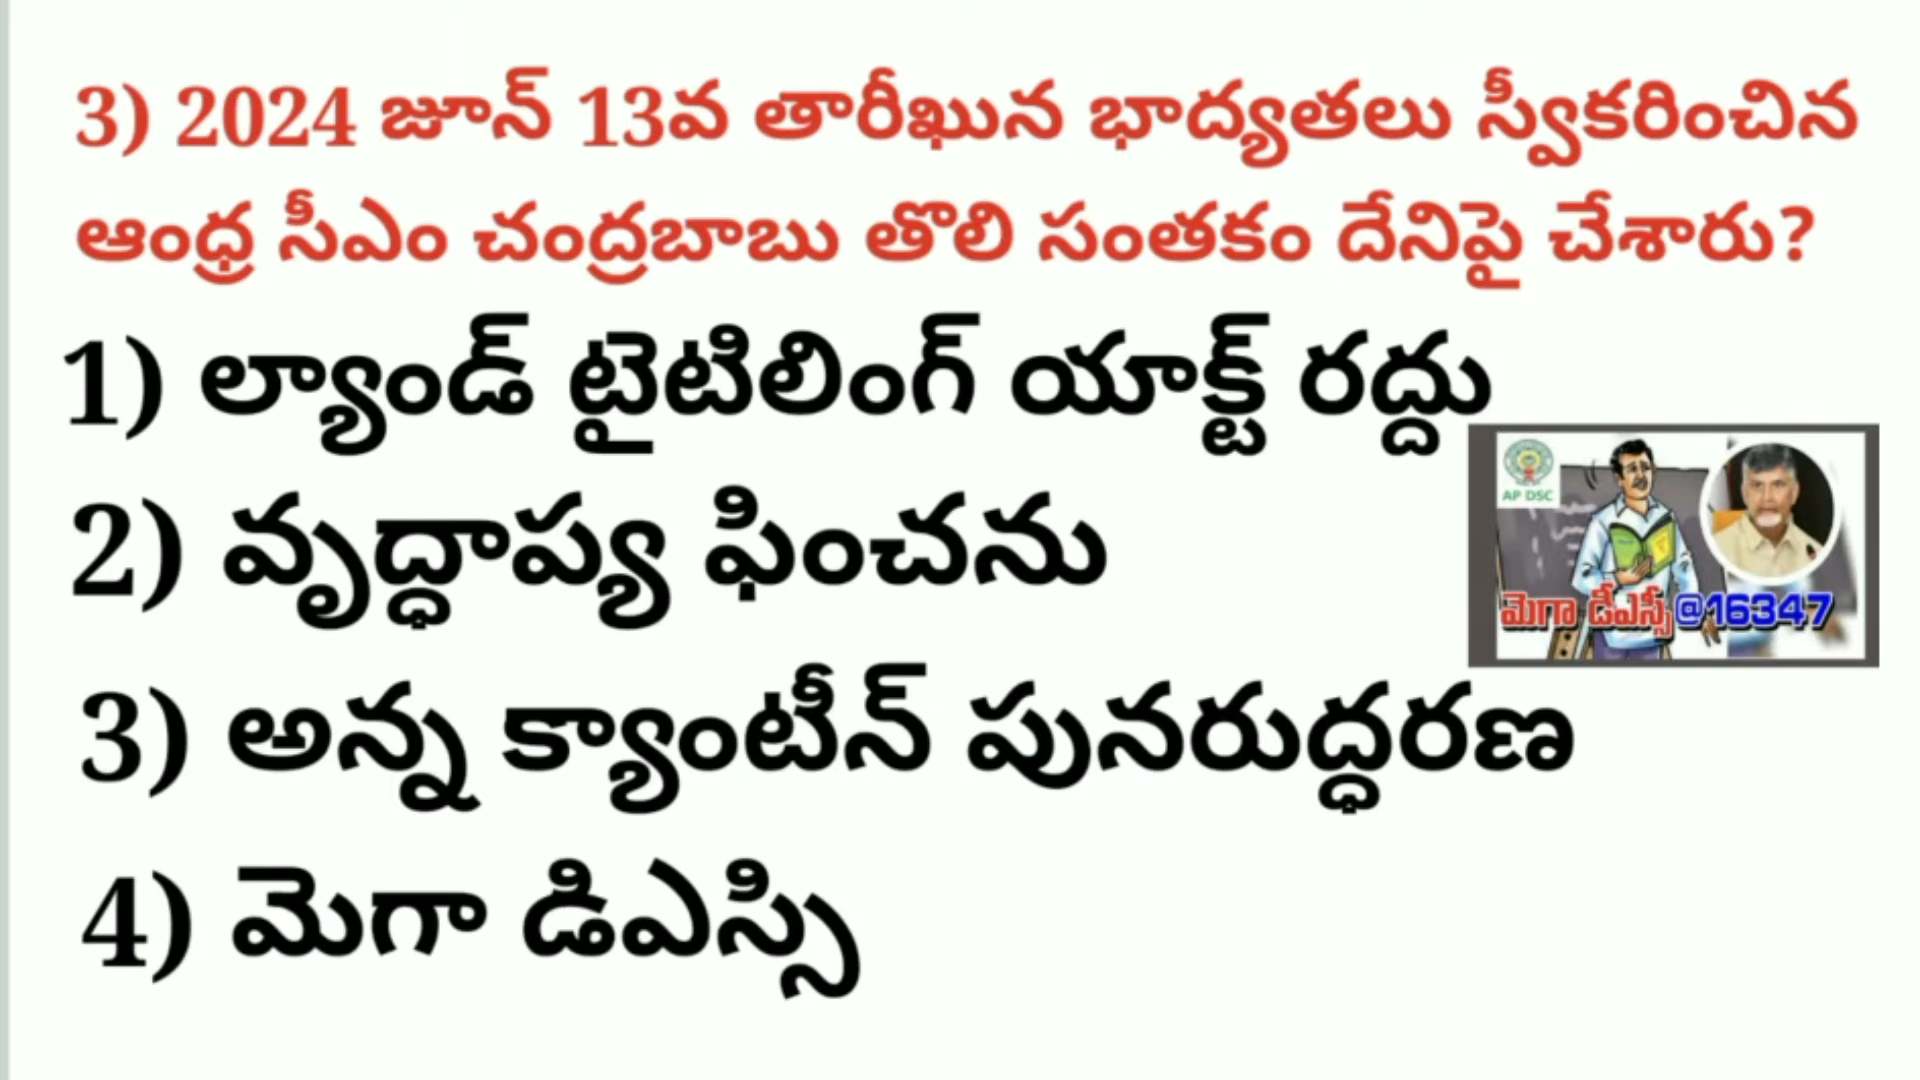 3) 2024 జూన్ 13వ తారీఖున భాద్యతలు స్వీకరించిన
ఆంధ్ర సీఎం చంద్రబాబు తొలి సంతకం దేనిపై చేశారు?
1) ల్యాండ్ టైటిలింగ్ యాక్ట్ రద్దు
2) వృద్ధాప్య ఫించను
AP DSC
మెగా డీఎస్సీ@16347
3) అన్న క్యాంటీన్ పునరుద్ధరణ
4) మెగా డిఎస్సి